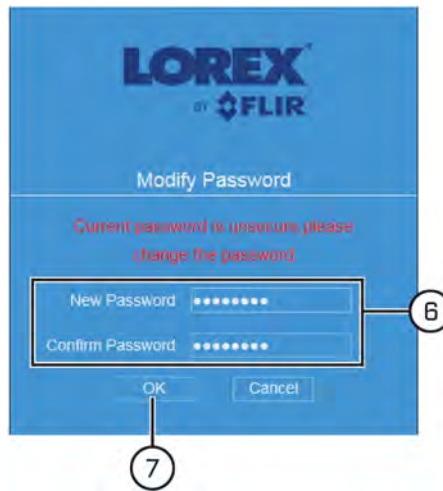 LOREX
BY FLIR
Modify Password
Current password is unsecure please
change the password
New Password ●●●●●●●●
6
Confirm Password ●●●●●●●●
OK Cancel
7